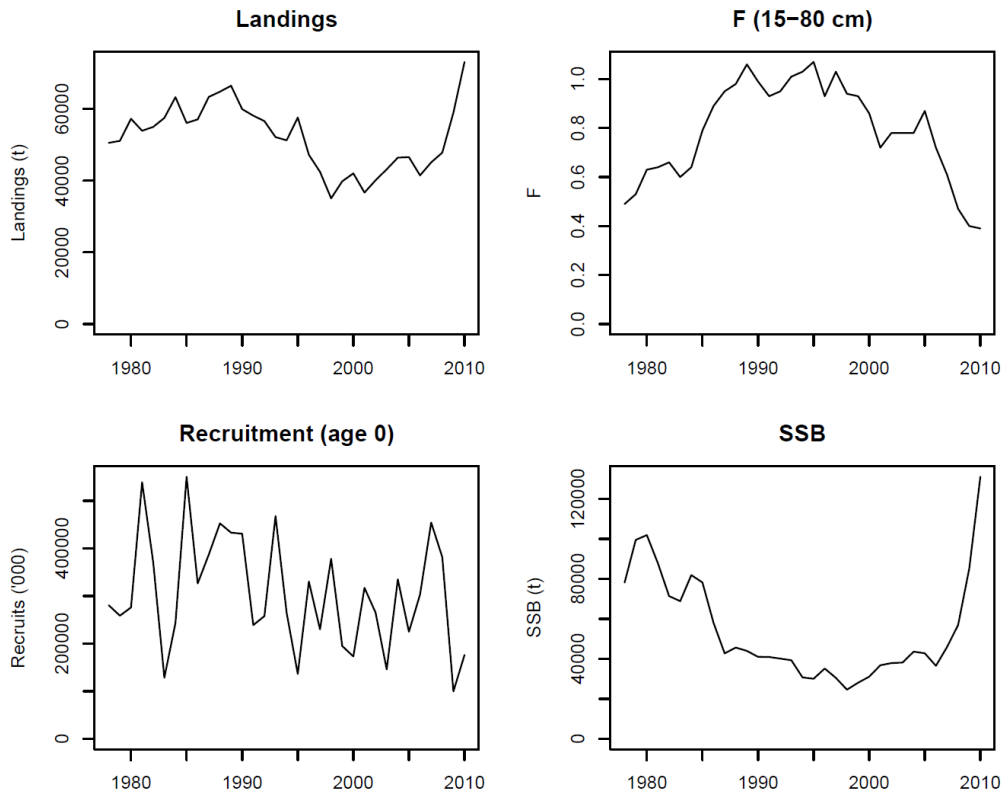 Landings
Landings (t)
60000
40000
20000
0
1980 1990 2000 2010
F (15−80 cm)
F
1.0
0.8
0.6
0.4
0.2
0.0
1980 1990 2000 2010
Recruitment (age 0)
Recruits ('000)
400000
200000
0
1980 1990 2000 2010
SSB
SSB (t)
120000
80000
40000
0
1980 1990 2000 2010